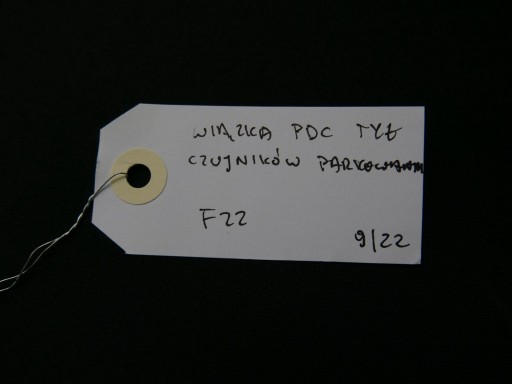 WIĄZKA PDC TYŁ
CZUJNIKÓW PARKOWANIA
F22
9/22